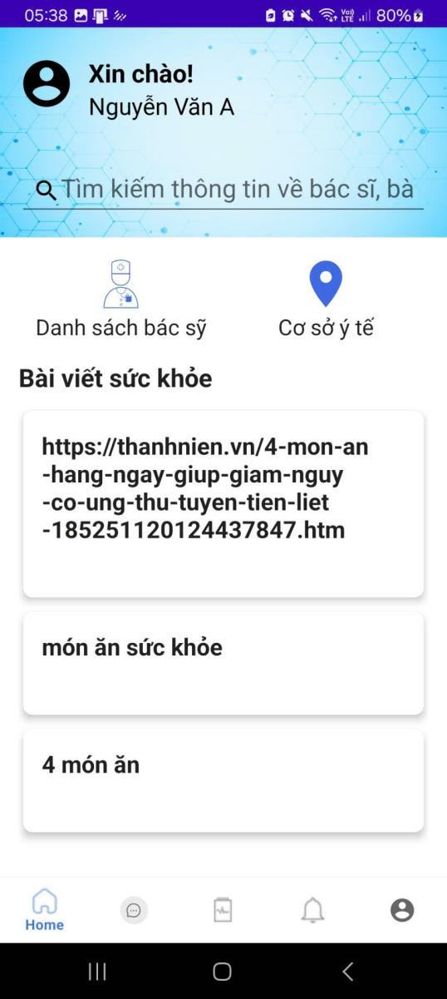 05:38
Vo))
LTE
80%
Xin chào!
Nguyễn Văn A
Tìm kiếm thông tin về bác sĩ, bà
Danh sách bác sỹ
Cơ sở y tế
Bài viết sức khỏe
https://thanhnien.vn/4-mon-an
-hang-ngay-giup-giam-nguy
-co-ung-thu-tuyen-tien-liet
-185251120124437847.htm
món ăn sức khỏe
4 món ăn
Home